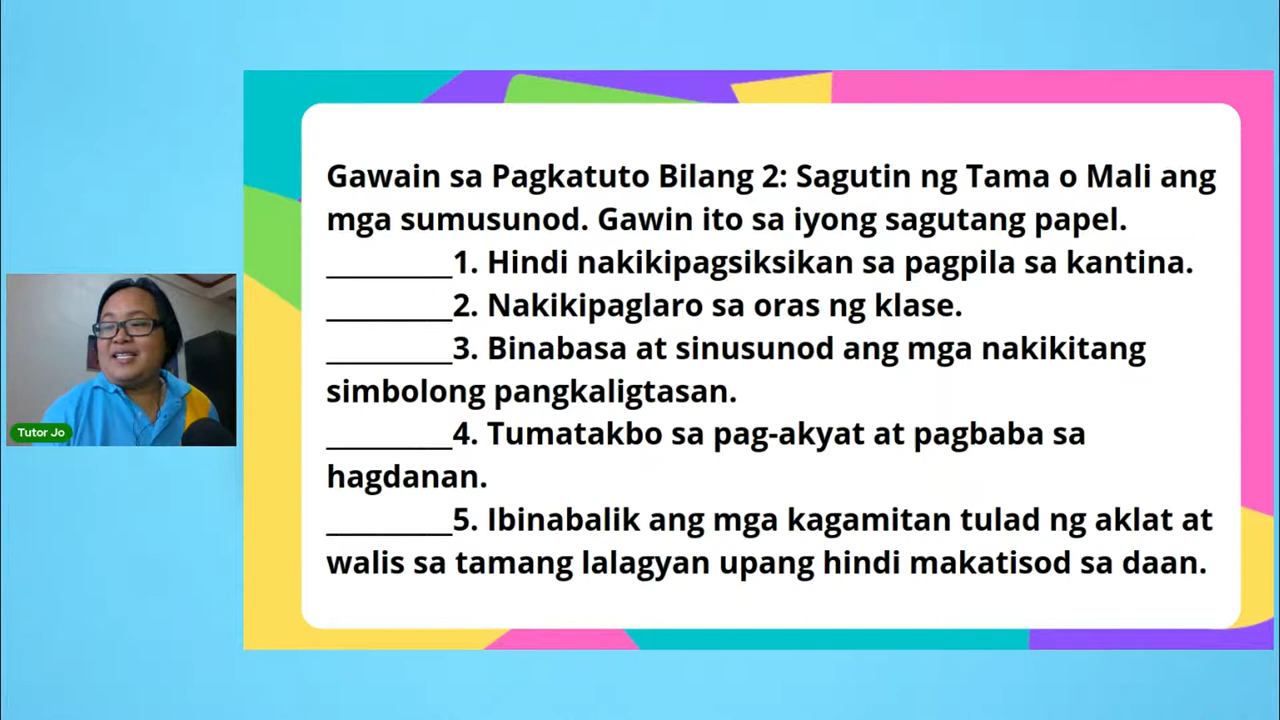 Gawain sa Pagkatuto Bilang 2: Sagutin ng Tama o Mali ang
mga sumusunod. Gawin ito sa iyong sagutang papel.
_________1. Hindi nakikipagsiksikan sa pagpila sa kantina.
_________2. Nakikipaglaro sa oras ng klase.
_________3. Binabasa at sinusunod ang mga nakikitang
simbolong pangkaligtasan.
_________4. Tumatakbo sa pag-akyat at pagbaba sa
hagdanan.
_________5. Ibinabalik ang mga kagamitan tulad ng aklat at
walis sa tamang lalagyan upang hindi makatisod sa daan.
Tutor Jo